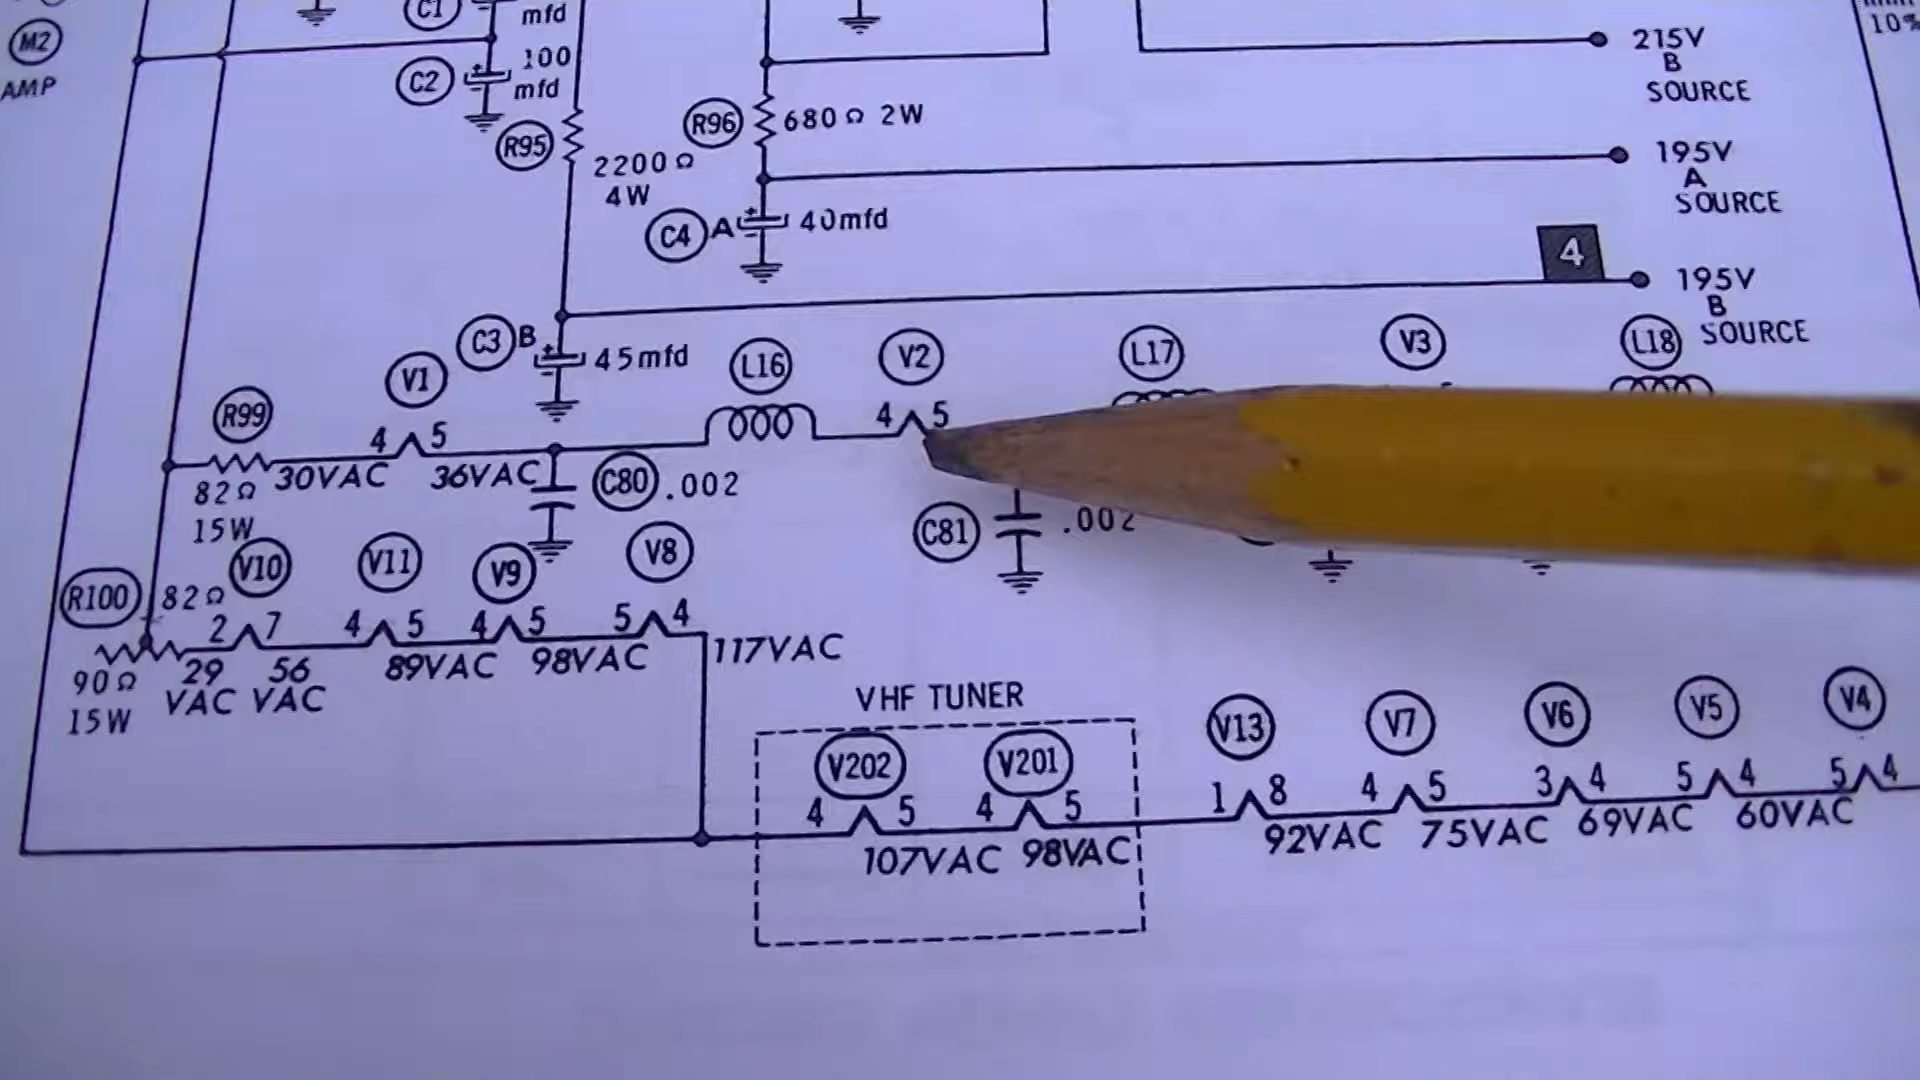 C1
mfd
M2
AMP
C2
100
mfd
10%
215V
B
SOURCE
R95
2200Ω
4W
R96
680Ω 2W
195V
A
SOURCE
C4 A
40mfd
4
195V
B
SOURCE
C3 B
45mfd
L16
V2
L17
V3
L18
R99
V1
4 5
4 5
82Ω
15W
30VAC
36VAC
C80 .002
C81 .002
R100
82Ω
V10
V11
V9
V8
2 7
4 5
4 5
5 4
90Ω
15W
29
VAC
56
VAC
89VAC
98VAC
117VAC
VHF TUNER
V202
V201
V13
V7
V6
V5
V4
4 5
4 5
1 8
4 5
3 4
5 4
5 4
107VAC
98VAC
92VAC
75VAC
69VAC
60VAC